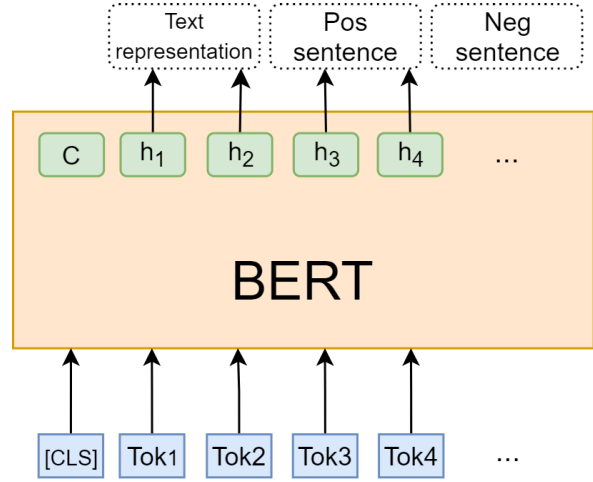 Text
representation
Pos
sentence
Neg
sentence
C
h1
h2
h3
h4
...
BERT
[CLS]
Tok1
Tok2
Tok3
Tok4
...